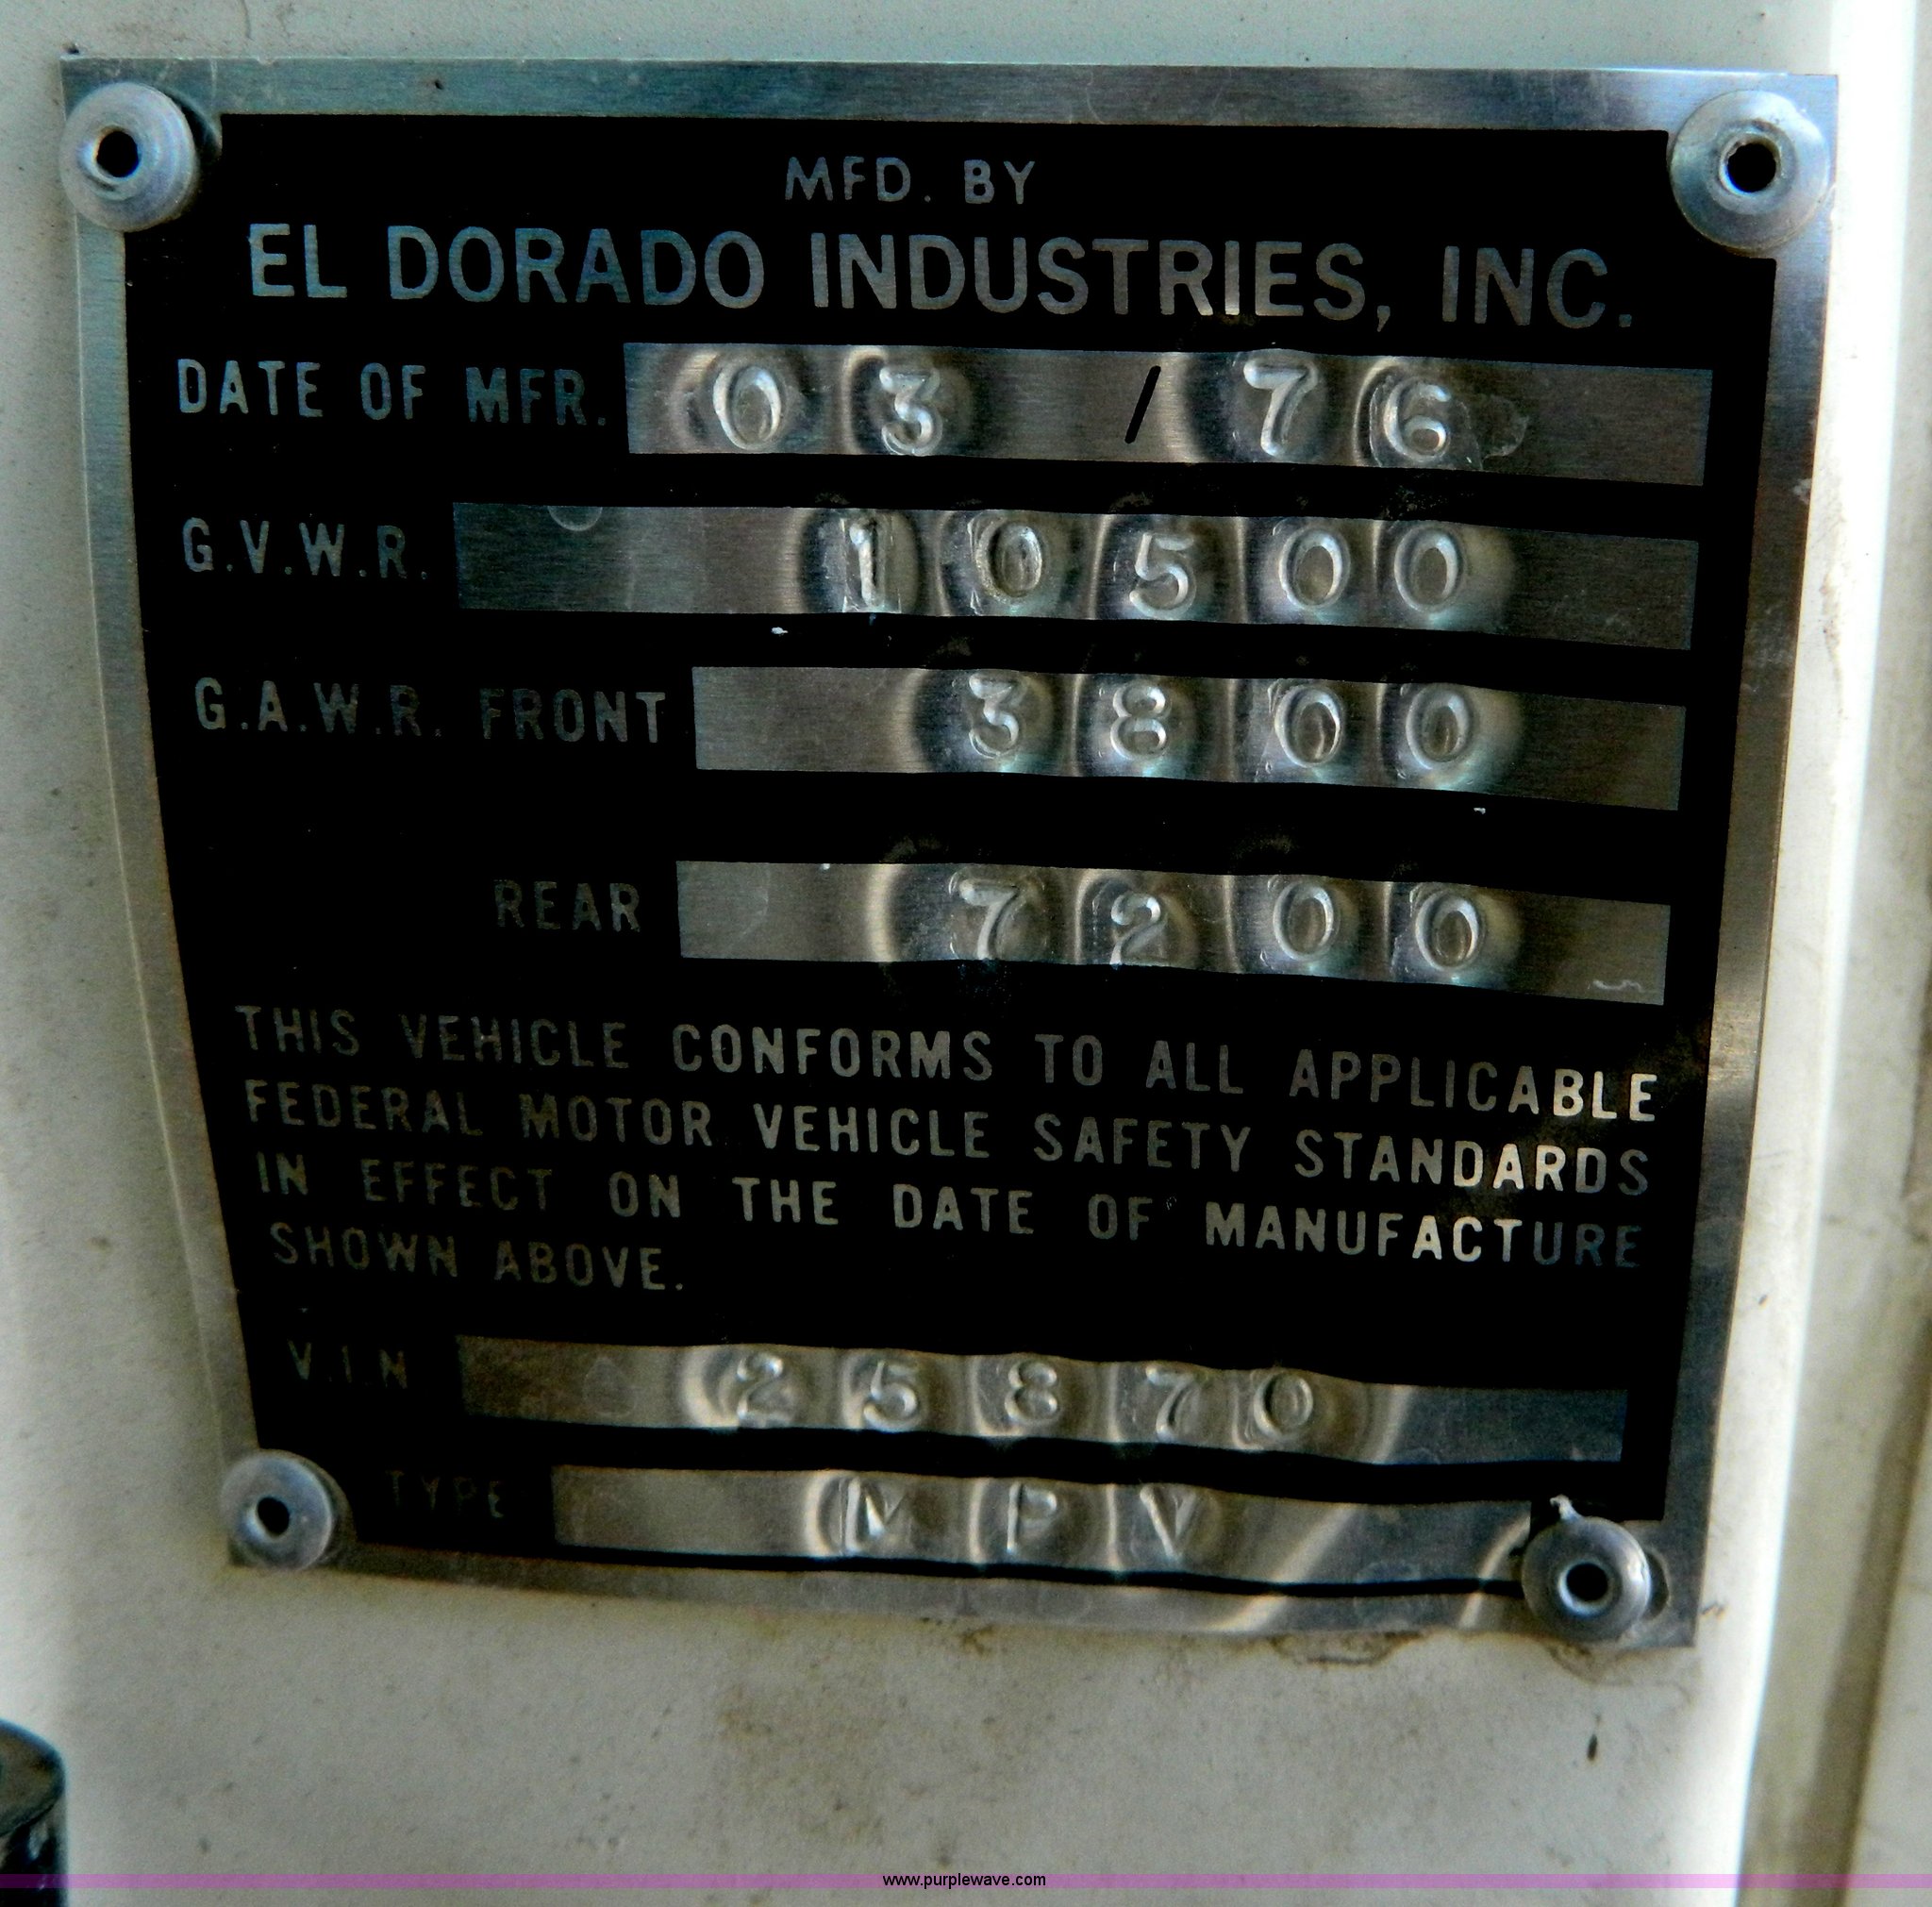 MFD. BY
EL DORADO INDUSTRIES, INC.
DATE OF MFR. 03 / 76
G.V.W.R. 10500
G.A.W.R. FRONT 3800
REAR 7200
THIS VEHICLE CONFORMS TO ALL APPLICABLE
FEDERAL MOTOR VEHICLE SAFETY STANDARDS
IN EFFECT ON THE DATE OF MANUFACTURE
SHOWN ABOVE.
V.I.N 25870
TYPE MPV
www.purplewave.com